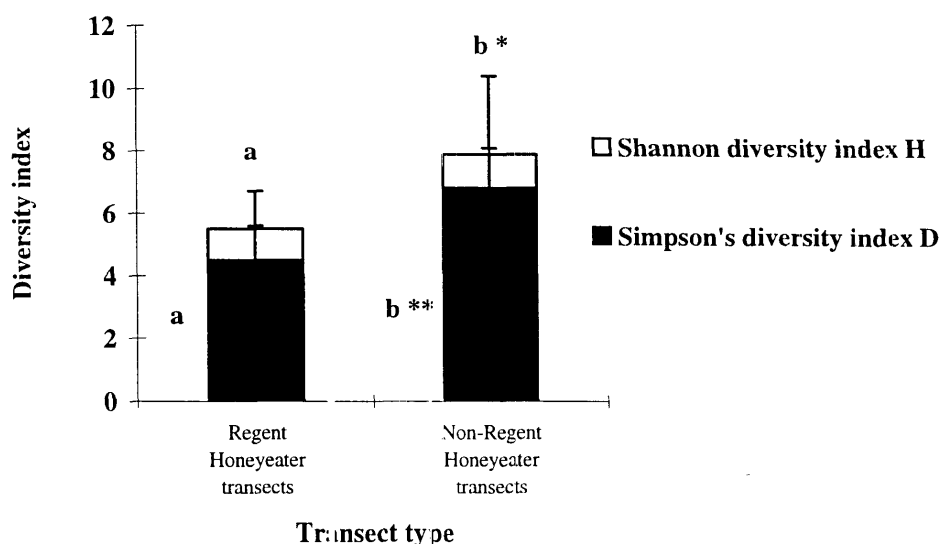 12
10
8
6
4
2
0
Diversity index
a
a
b *
b **
Shannon diversity index H
Simpson's diversity index D
Regent
Honeyeater
transects
Non-Regent
Honeyeater
transects
Transect type